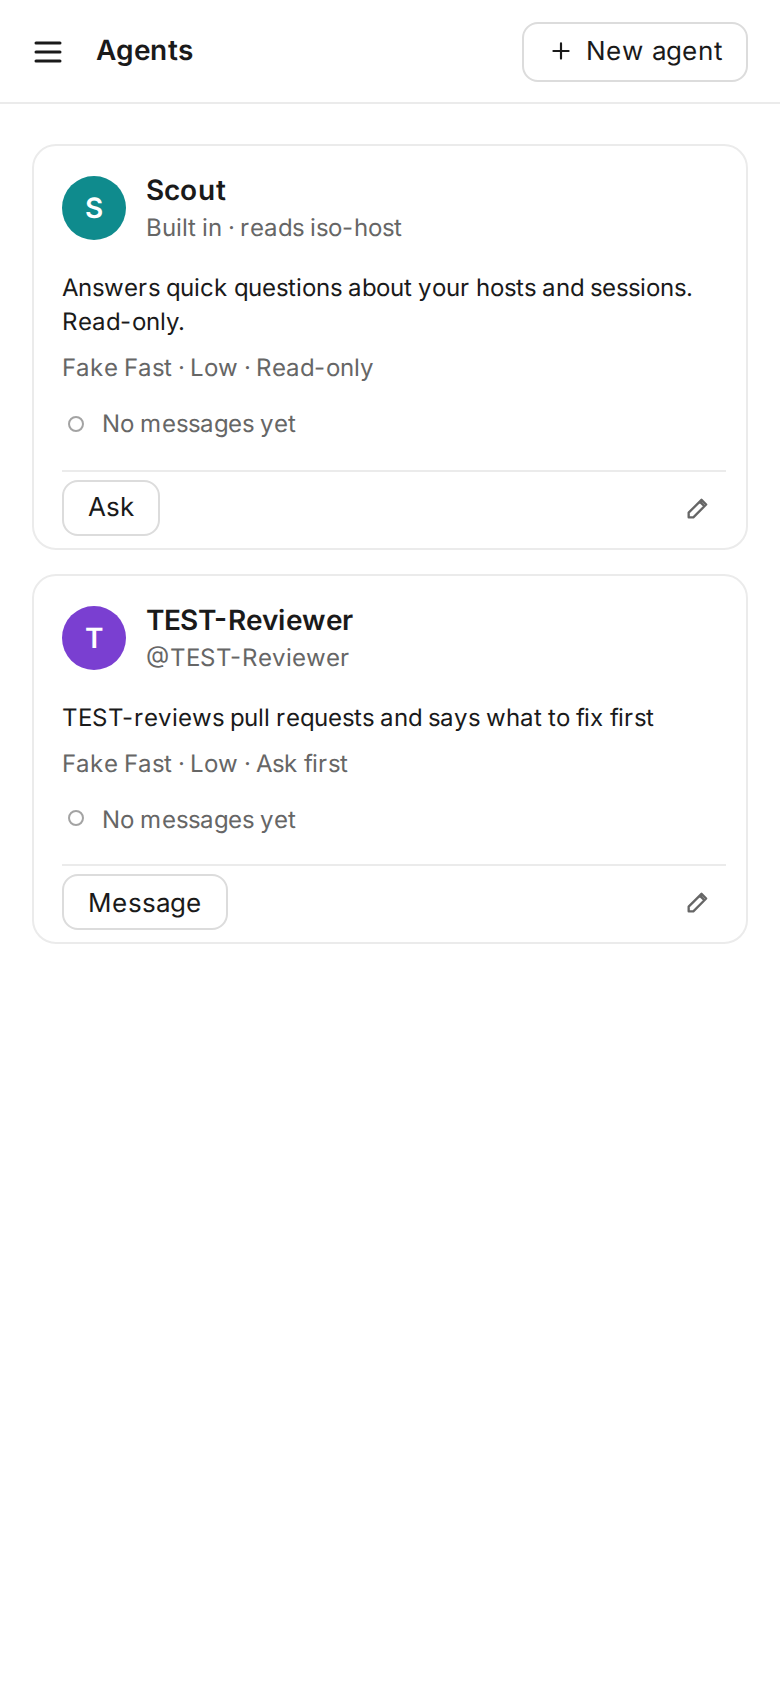 Agents
New agent
S
Scout
Built in · reads iso-host
Answers quick questions about your hosts and sessions.
Read-only.
Fake Fast · Low · Read-only
No messages yet
Ask
T
TEST-Reviewer
@TEST-Reviewer
TEST-reviews pull requests and says what to fix first
Fake Fast · Low · Ask first
No messages yet
Message